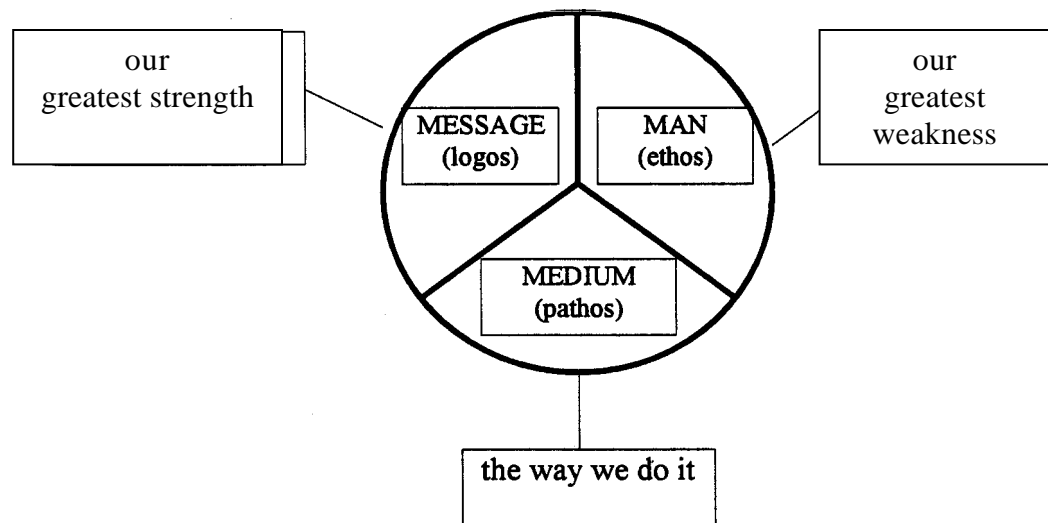 our
greatest strength
MESSAGE
(logos)
MAN
(ethos)
our
greatest
weakness
MEDIUM
(pathos)
the way we do it